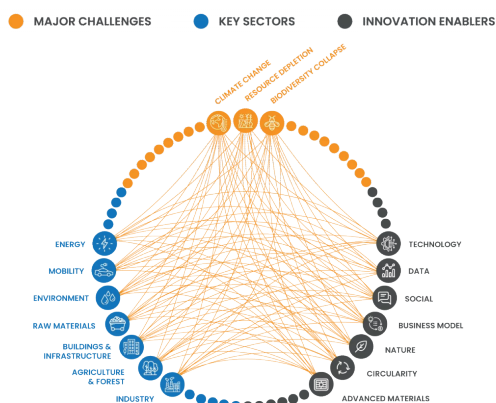 MAJOR CHALLENGES
KEY SECTORS
INNOVATION ENABLERS
CLIMATE CHANGE
RESOURCE DEPLETION
BIODIVERSITY COLLAPSE
ENERGY
MOBILITY
ENVIRONMENT
RAW MATERIALS
BUILDINGS &
INFRASTRUCTURE
AGRICULTURE
& FOREST
INDUSTRY
TECHNOLOGY
DATA
SOCIAL
BUSINESS MODEL
NATURE
CIRCULARITY
ADVANCED MATERIALS